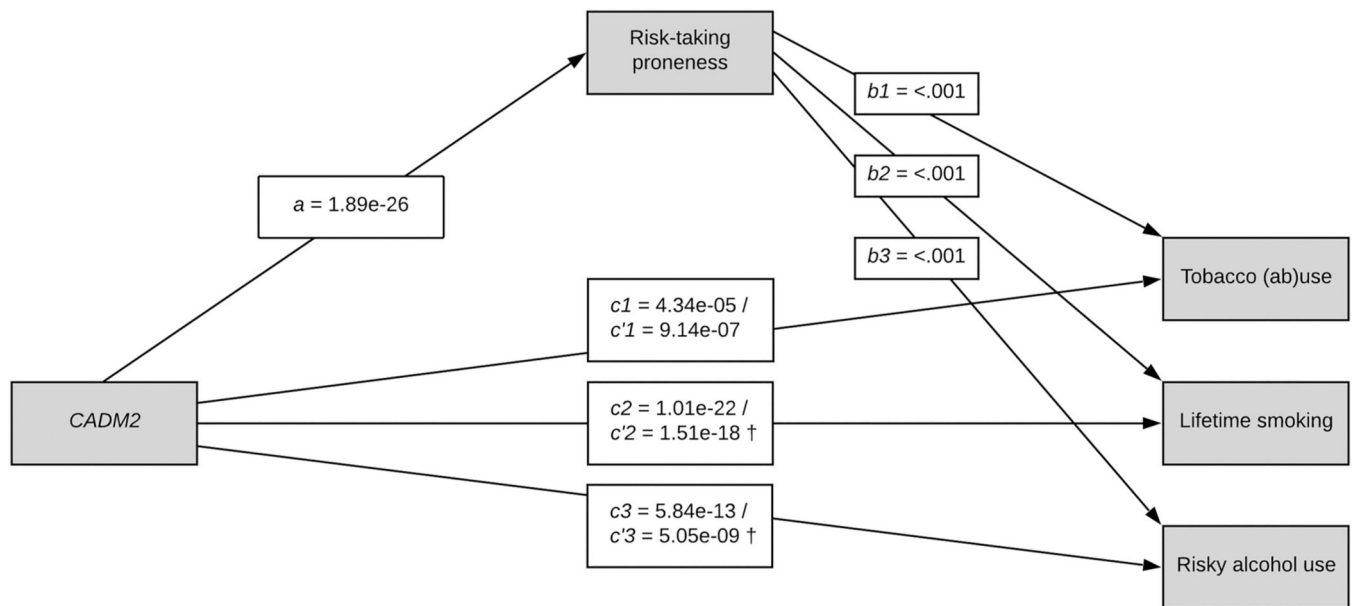 Risk-taking
proneness
b1 = <.001
b2 = <.001
a = 1.89e-26
b3 = <.001
Tobacco (ab)use
c1 = 4.34e-05 /
c'1 = 9.14e-07
CADM2
c2 = 1.01e-22 /
c'2 = 1.51e-18 †
Lifetime smoking
c3 = 5.84e-13 /
c'3 = 5.05e-09 †
Risky alcohol use